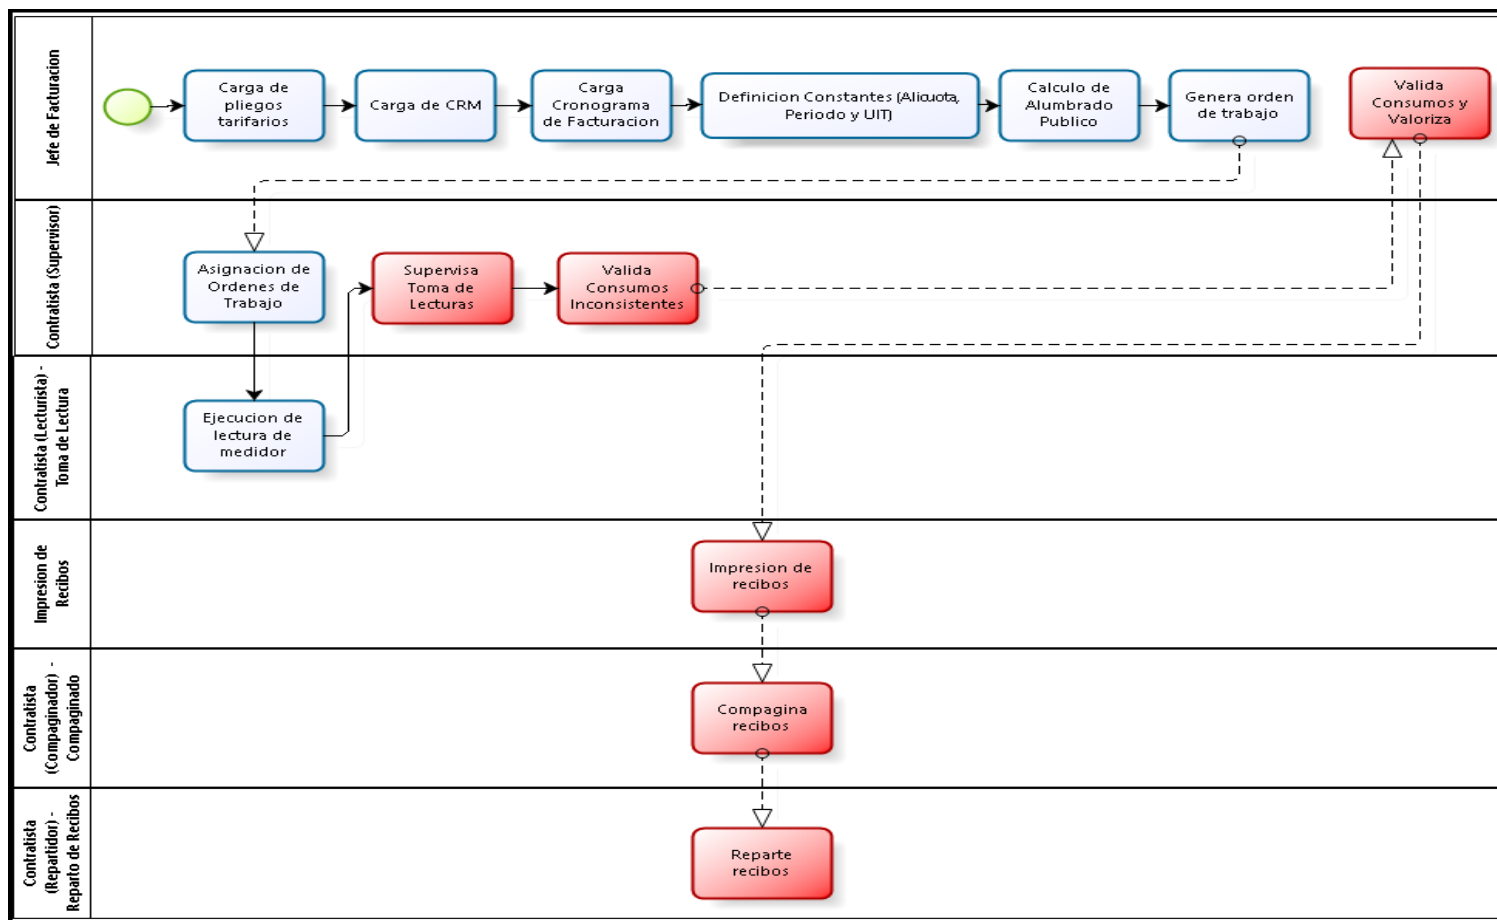 Jefe de Facturacion
Carga de
pliegos
tarifarios
Carga de CRM
Carga
Cronograma
de Facturacion
Definicion Constantes (Alicuota,
Periodo y UIT)
Calculo de
Alumbrado
Publico
Genera orden
de trabajo
Valida
Consumos y
Valoriza
Contratista (Supervisor)
Asignacion de
Ordenes de
Trabajo
Supervisa
Toma de
Lecturas
Valida
Consumos
Inconsistentes
Contratista (Lecturista) -
Toma de Lectura
Ejecucion de
lectura de
medidor
Impresion de
Recibos
Impresion de
recibos
Contratista
(Compaginador) -
Compaginado
Compagina
recibos
Contratista
(Repartidor) -
Reparto de Recibos
Reparte
recibos